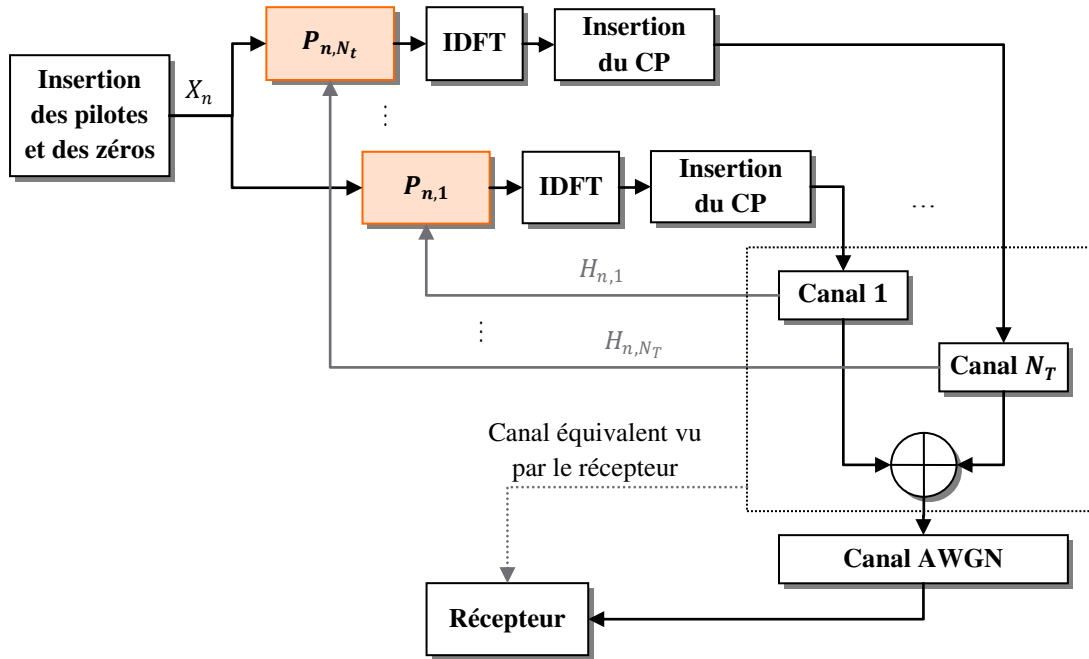 Insertion
des pilotes
et des zéros
X_n
P_{n,N_t}
IDFT
Insertion
du CP
⋮
P_{n,1}
IDFT
Insertion
du CP
…
H_{n,1}
Canal 1
⋮
H_{n,N_T}
Canal N_T
Canal équivalent vu
par le récepteur
Canal AWGN
Récepteur